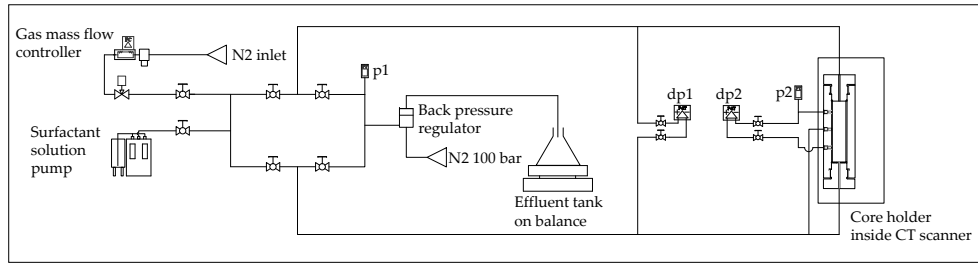 Gas mass flow
controller
N2 inlet
p1
Back pressure
regulator
N2 100 bar
Surfactant
solution
pump
Effluent tank
on balance
dp1
dp2
p2
Core holder
inside CT scanner